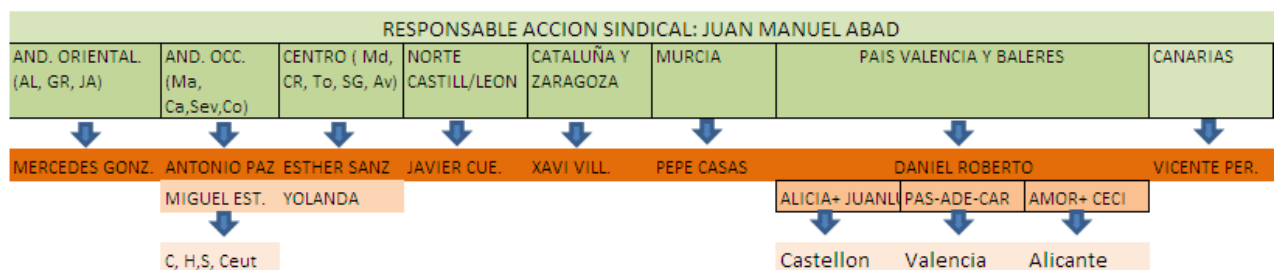 RESPONSABLE ACCION SINDICAL: JUAN MANUEL ABAD
AND. ORIENTAL. (AL, GR, JA)
AND. OCC. (Ma, Ca,Sev,Co)
CENTRO ( Md, CR, To, SG, Av)
NORTE CASTILL/LEON
CATALUÑA Y ZARAGOZA
MURCIA
PAIS VALENCIA Y BALERES
CANARIAS
MERCEDES GONZ.
ANTONIO PAZ
ESTHER SANZ
JAVIER CUE.
XAVI VILL.
PEPE CASAS
DANIEL ROBERTO
VICENTE PER.
MIGUEL EST.
YOLANDA
ALICIA+ JUANLU
PAS-ADE-CAR
AMOR+ CECI
C, H,S, Ceut
Castellon
Valencia
Alicante